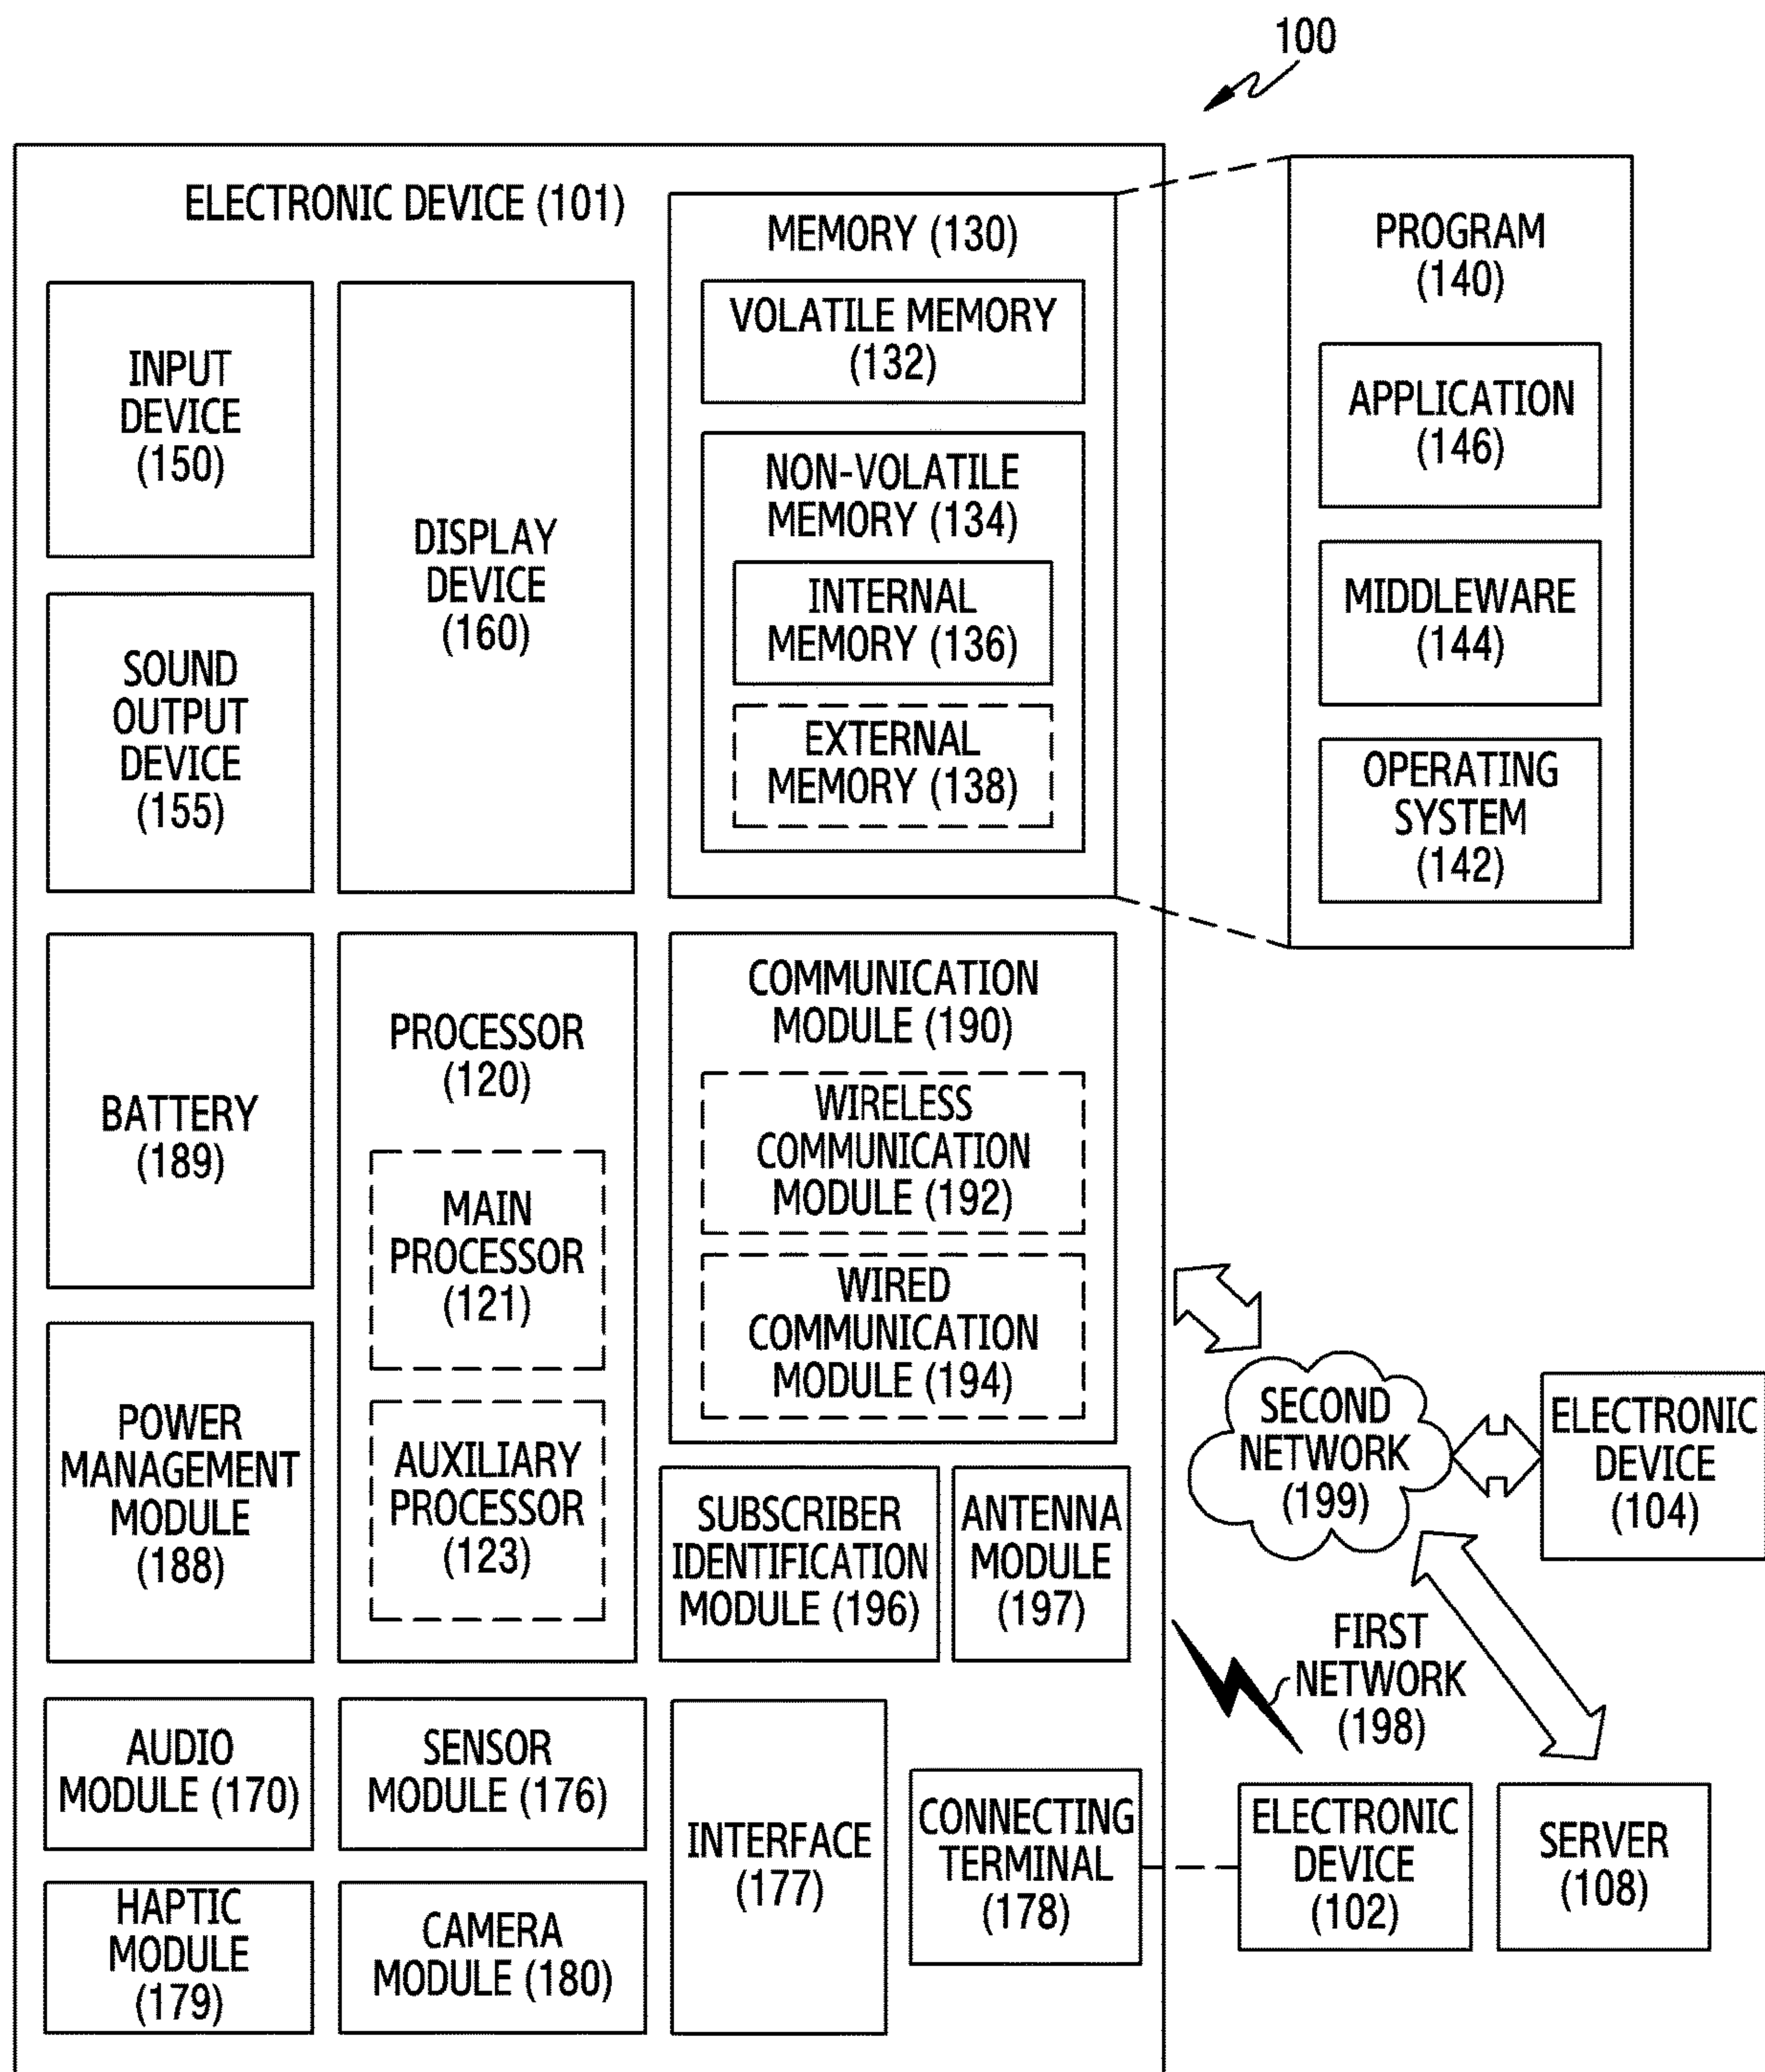 100
ELECTRONIC DEVICE (101)
INPUT
DEVICE
(150)
SOUND
OUTPUT
DEVICE
(155)
DISPLAY
DEVICE
(160)
MEMORY (130)
VOLATILE MEMORY
(132)
NON-VOLATILE
MEMORY (134)
INTERNAL
MEMORY (136)
EXTERNAL
MEMORY (138)
PROGRAM
(140)
APPLICATION
(146)
MIDDLEWARE
(144)
OPERATING
SYSTEM
(142)
BATTERY
(189)
POWER
MANAGEMENT
MODULE
(188)
PROCESSOR
(120)
MAIN
PROCESSOR
(121)
AUXILIARY
PROCESSOR
(123)
COMMUNICATION
MODULE (190)
WIRELESS
COMMUNICATION
MODULE (192)
WIRED
COMMUNICATION
MODULE (194)
SUBSCRIBER
IDENTIFICATION
MODULE (196)
ANTENNA
MODULE
(197)
SECOND
NETWORK
(199)
ELECTRONIC
DEVICE
(104)
FIRST
NETWORK
(198)
AUDIO
MODULE (170)
SENSOR
MODULE (176)
INTERFACE
(177)
CONNECTING
TERMINAL
(178)
ELECTRONIC
DEVICE
(102)
SERVER
(108)
HAPTIC
MODULE
(179)
CAMERA
MODULE (180)